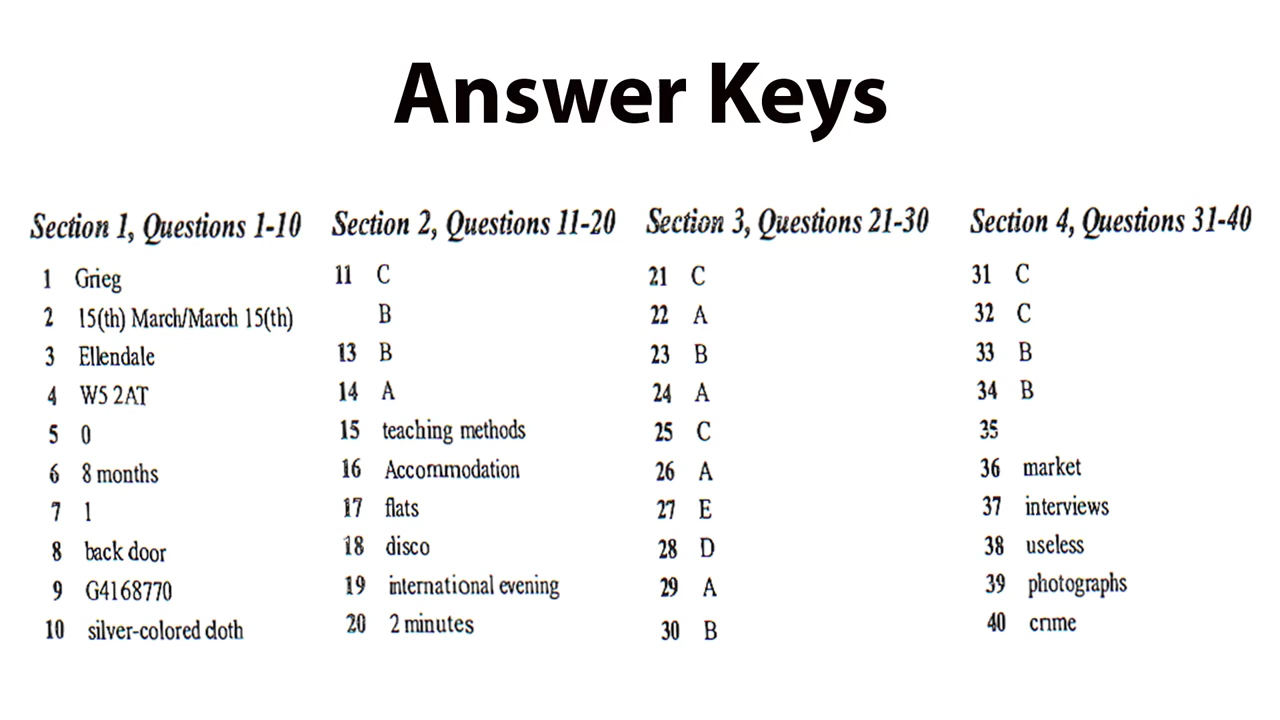 Answer Keys
Section 1, Questions 1-10
1 Grieg
2 15(th) March/March 15(th)
3 Ellendale
4 W5 2AT
5 0
6 8 months
7 1
8 back door
9 G4168770
10 silver-colored cloth
Section 2, Questions 11-20
11 C
B
13 B
14 A
15 teaching methods
16 Accommodation
17 flats
18 disco
19 international evening
20 2 minutes
Section 3, Questions 21-30
21 C
22 A
23 B
24 A
25 C
26 A
27 E
28 D
29 A
30 B
Section 4, Questions 31-40
31 C
32 C
33 B
34 B
35
36 market
37 interviews
38 useless
39 photographs
40 crime